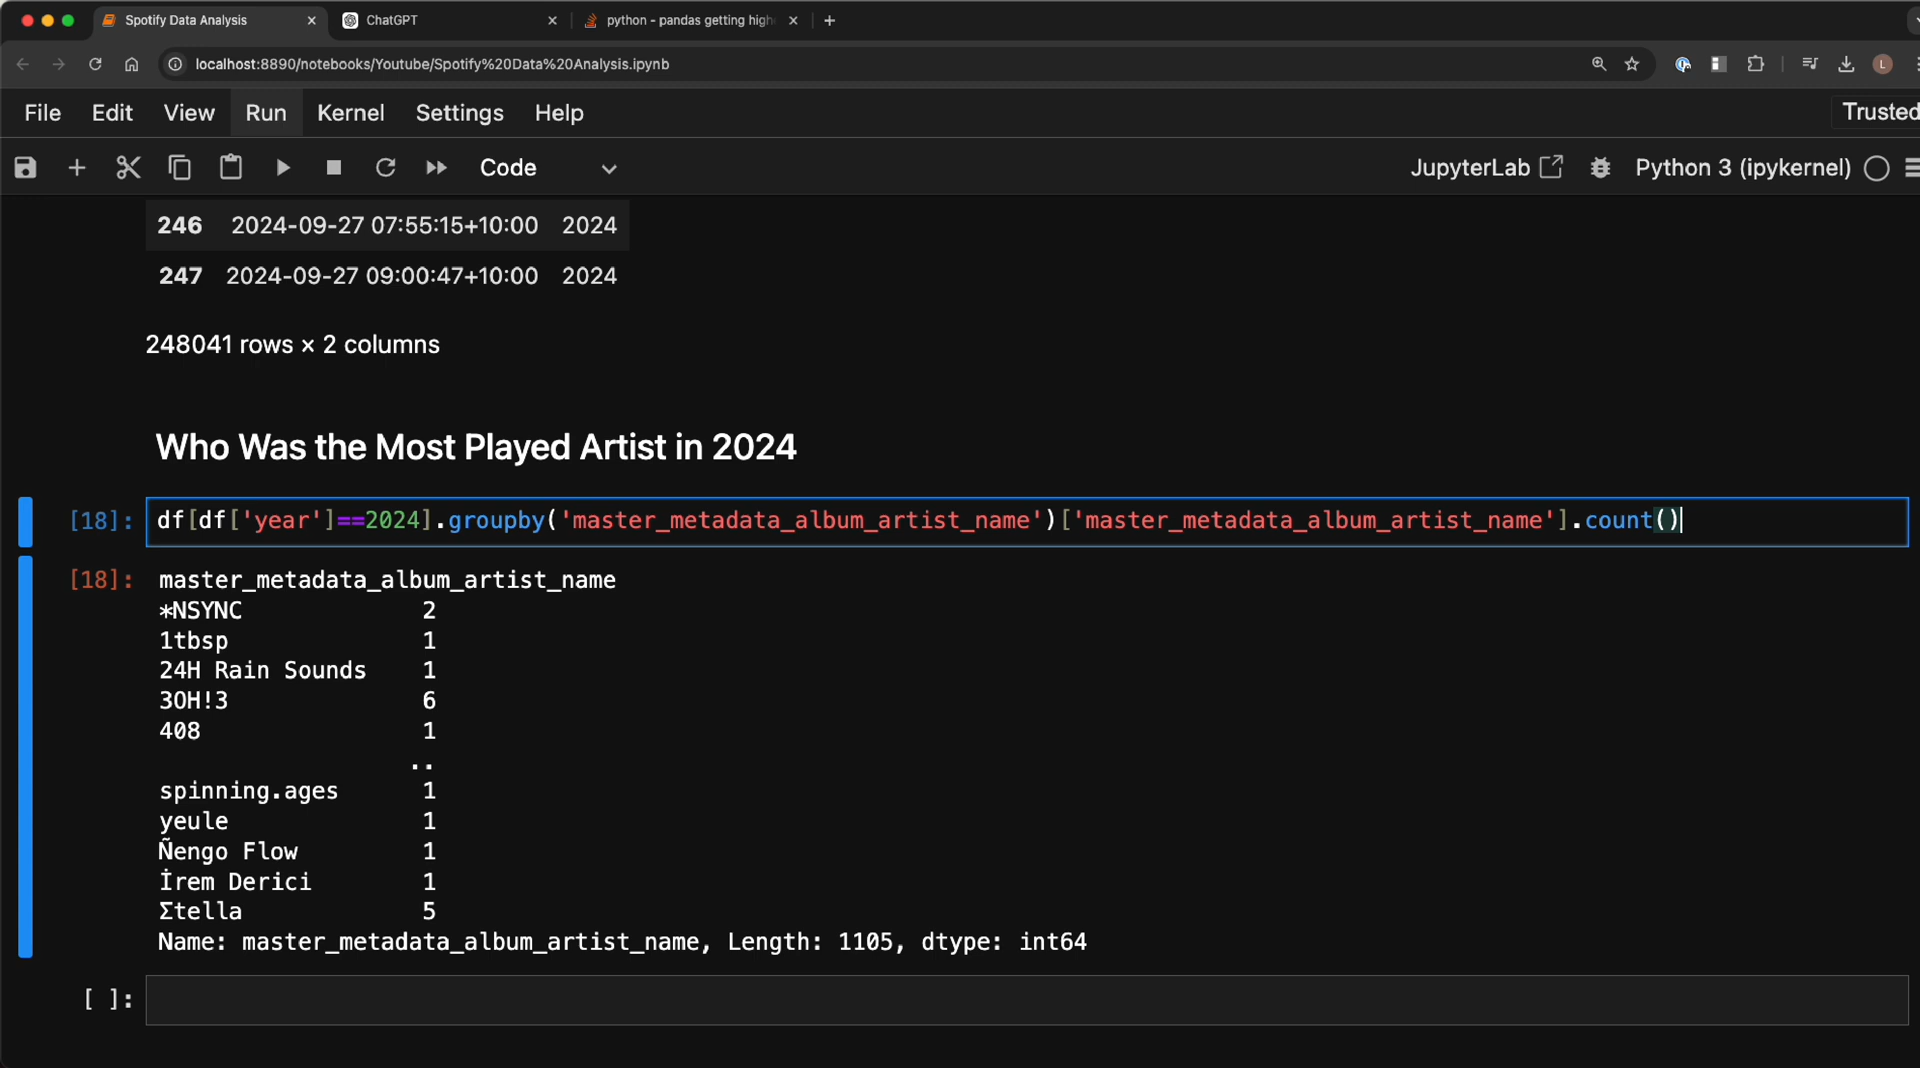 Spotify Data Analysis
ChatGPT
python - pandas getting high
localhost:8890/notebooks/Youtube/Spotify%20Data%20Analysis.ipynb
L
File Edit View Run Kernel Settings Help
Trusted
Code
JupyterLab
Python 3 (ipykernel)
246 2024-09-27 07:55:15+10:00 2024
247 2024-09-27 09:00:47+10:00 2024
248041 rows × 2 columns
Who Was the Most Played Artist in 2024
[18]: df[df['year']==2024].groupby('master_metadata_album_artist_name')['master_metadata_album_artist_name'].count()
[18]: master_metadata_album_artist_name
*NSYNC 2
1tbsp 1
24H Rain Sounds 1
3OH!3 6
408 1
..
spinning.ages 1
yeule 1
Ñengo Flow 1
İrem Derici 1
Σtella 5
Name: master_metadata_album_artist_name, Length: 1105, dtype: int64
[ ]: